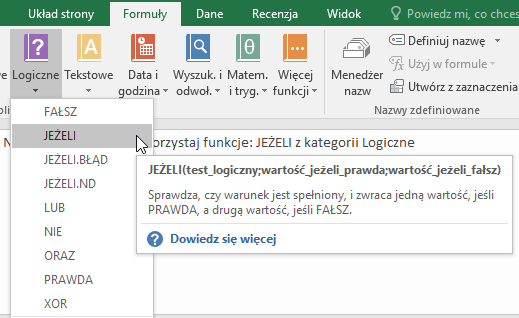 Układ strony Formuły Dane Recenzja Widok Powiedz mi, co chces
Logiczne Tekstowe Data i godzina Wyszuk. i odwoł. Matem. i tryg. Więcej funkcji
Menedżer nazw
Definiuj nazwę
Użyj w formule
Utwórz z zaznaczenia
Nazwy zdefiniowane
FAŁSZ
JEŻELI
JEŻELI.BŁĄD
JEŻELI.ND
LUB
NIE
ORAZ
PRAWDA
XOR
orzystaj funkcje: JEŻELI z kategorii Logiczne
JEŻELI(test_logiczny;wartość_jeżeli_prawda;wartość_jeżeli_fałsz)
Sprawdza, czy warunek jest spełniony, i zwraca jedną wartość, jeśli
PRAWDA, a drugą wartość, jeśli FAŁSZ.
Dowiedz się więcej